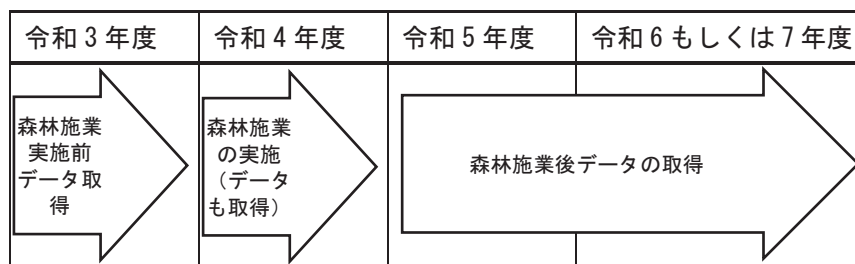 令和３年度
令和４年度
令和５年度
令和６もしくは７年度
森林施業
実施前
データ取
得
森林施業
の実施
（データ
も取得）
森林施業後データの取得